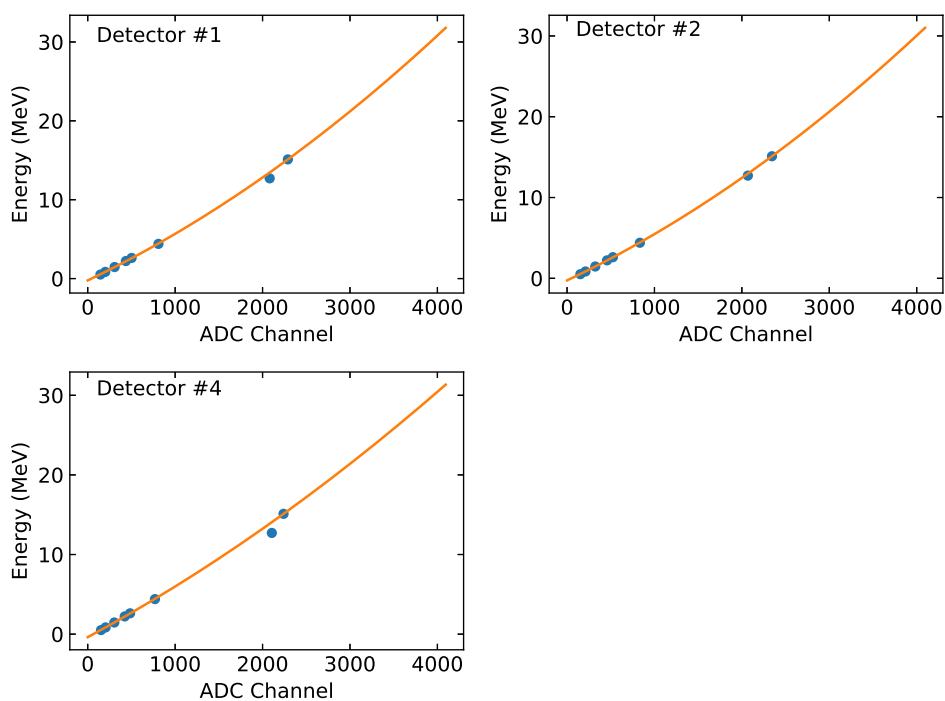 Detector #1
30
20
10
0
Energy (MeV)
0 1000 2000 3000 4000
ADC Channel
Detector #2
30
20
10
0
Energy (MeV)
0 1000 2000 3000 4000
ADC Channel
Detector #4
30
20
10
0
Energy (MeV)
0 1000 2000 3000 4000
ADC Channel